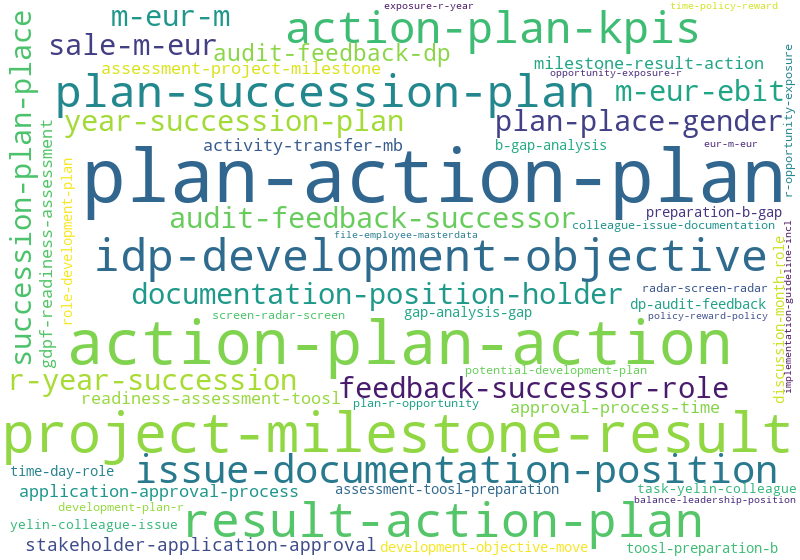 exposure-r-year
time-policy-reward
m-eur-m
action-plan-kpis
sale-m-eur
audit-feedback-dp
assessment-project-milestone
milestone-result-action
opportunity-exposure-r
plan-succession-plan
m-eur-ebit
r-opportunity-exposure
succession-plan-place
year-succession-plan
plan-place-gender
activity-transfer-mb
b-gap-analysis
eur-m-eur
plan-action-plan
gdpf-readiness-assessment
role-development-plan
audit-feedback-successor
preparation-b-gap
colleague-issue-documentation
file-employee-masterdata
idp-development-objective
discussion-month-role
implementation-guideline-incl
documentation-position-holder
radar-screen-radar
dp-audit-feedback
screen-radar-screen
gap-analysis-gap
policy-reward-policy
action-plan-action
potential-development-plan
r-year-succession
feedback-successor-role
readiness-assessment-toosl
plan-r-opportunity
approval-process-time
project-milestone-result
time-day-role
issue-documentation-position
application-approval-process
assessment-toosl-preparation
task-yelin-colleague
balance-leadership-position
development-plan-r
result-action-plan
yelin-colleague-issue
stakeholder-application-approval
development-objective-move
toosl-preparation-b